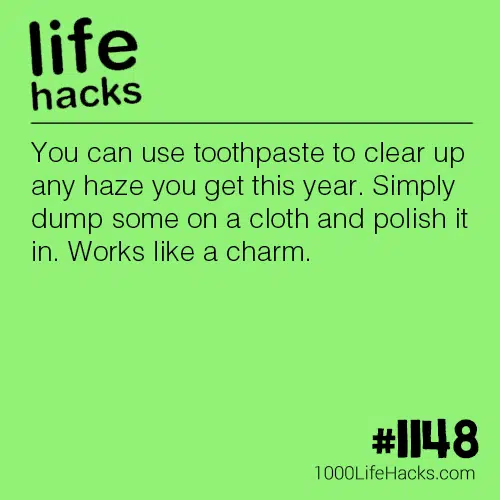 life
hacks
You can use toothpaste to clear up
any haze you get this year. Simply
dump some on a cloth and polish it
in. Works like a charm.
#1148
1000LifeHacks.com